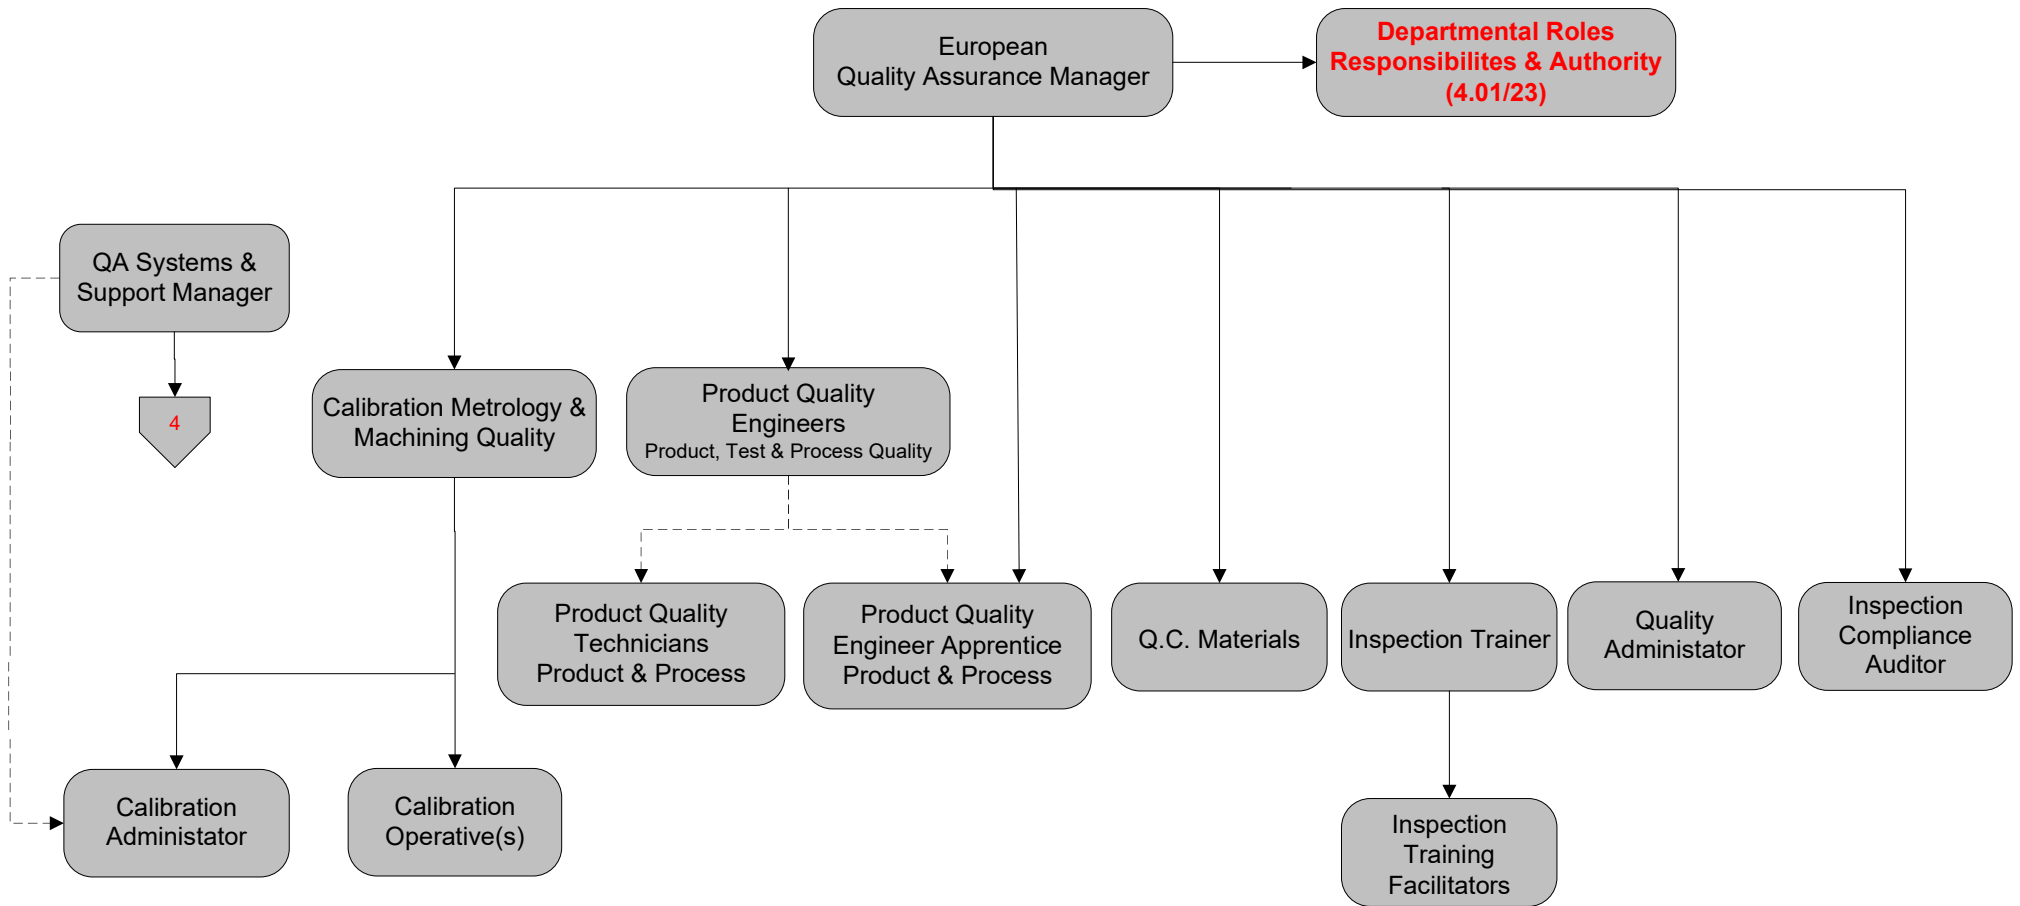 European
Quality Assurance Manager
Departmental Roles
Responsibilites & Authority
(4.01/23)
QA Systems &
Support Manager
4
Calibration Metrology &
Machining Quality
Product Quality
Engineers
Product, Test & Process Quality
Product Quality
Technicians
Product & Process
Product Quality
Engineer Apprentice
Product & Process
Q.C. Materials
Inspection Trainer
Quality
Administator
Inspection
Compliance
Auditor
Calibration
Administator
Calibration
Operative(s)
Inspection
Training
Facilitators